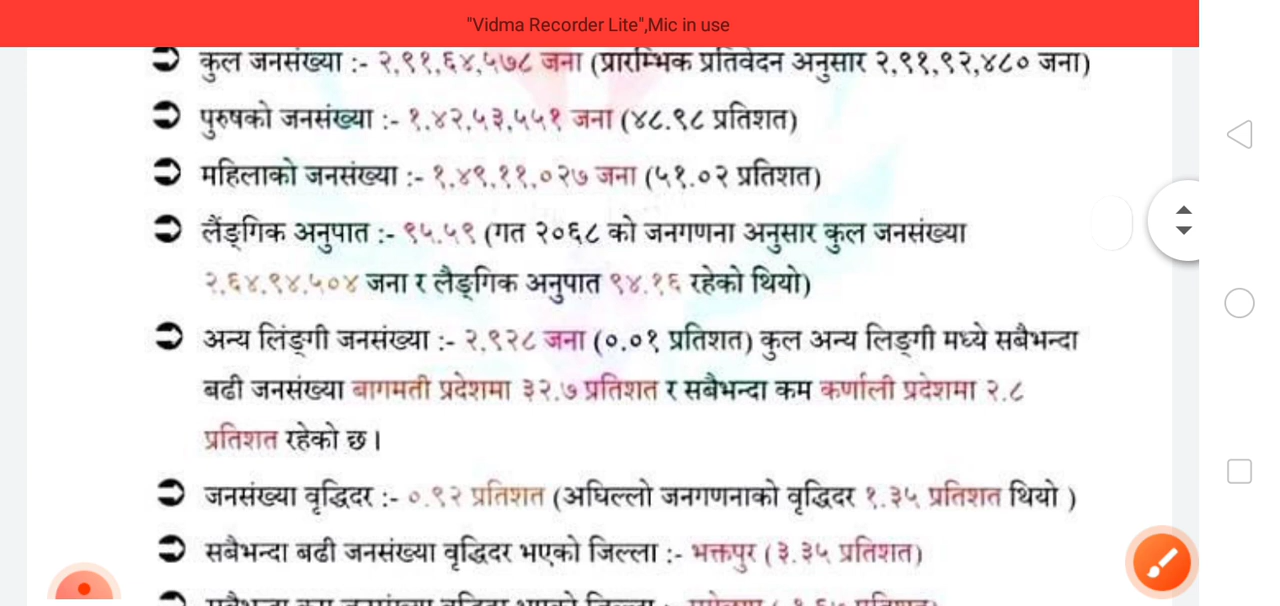 "Vidma Recorder Lite",Mic in use
कुल जनसंख्या :- २,९१,६४,५७८ जना (प्रारम्भिक प्रतिवेदन अनुसार २,९१,९२,४८० जना)
पुरुषको जनसंख्या :- १,४२,५३,५५१ जना (४८.९८ प्रतिशत)
महिलाको जनसंख्या :- १,४९,११,०२७ जना (५१.०२ प्रतिशत)
लैंङ्गिक अनुपात :- ९५.५९ (गत २०६८ को जनगणना अनुसार कुल जनसंख्या
२,६४,९४,५०४ जना र लैङ्गिक अनुपात ९४.१६ रहेको थियो)
अन्य लिंङ्गी जनसंख्या :- २,९२८ जना (०.०१ प्रतिशत) कुल अन्य लिङ्गी मध्ये सबैभन्दा
बढी जनसंख्या बागमती प्रदेशमा ३२.७ प्रतिशत र सबैभन्दा कम कर्णाली प्रदेशमा २.८
प्रतिशत रहेको छ।
जनसंख्या वृद्धिदर :- ०.९२ प्रतिशत (अघिल्लो जनगणनाको वृद्धिदर १.३५ प्रतिशत थियो )
सबैभन्दा बढी जनसंख्या वृद्धिदर भएको जिल्ला :- भक्तपुर (३.३५ प्रतिशत)